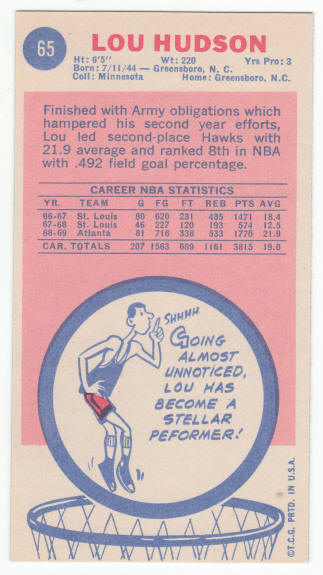 65
LOU HUDSON
Ht: 6'5" Wt: 220 Yrs Pro: 3
Born: 7/11/44 — Greensboro, N. C.
Coll: Minnesota Home: Greensboro, N.C.
Finished with Army obligations which
hampered his second year efforts,
Lou led second-place Hawks with
21.9 average and ranked 8th in NBA
with .492 field goal percentage.
CAREER NBA STATISTICS
YR. TEAM G FG FT REB PTS AVG
66-67 St. Louis 80 620 231 435 1471 18.4
67-68 St. Louis 46 227 120 193 574 12.5
68-69 Atlanta 81 716 338 533 1770 21.9
CAR. TOTALS 207 1563 689 1161 3815 19.0
SHHHH
GOING
ALMOST
UNNOTICED,
LOU HAS
BECOME A
STELLAR
PEFORMER!
©T.C.G. PRTD. IN U.S.A.